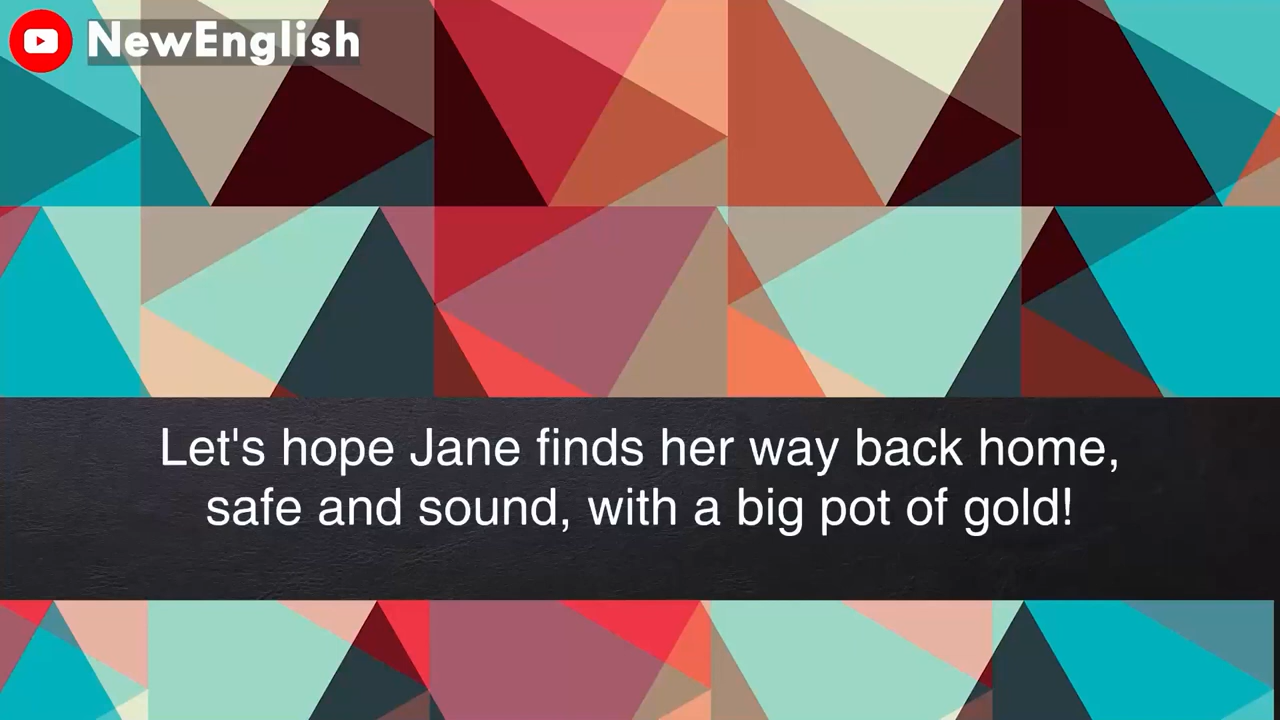 NewEnglish
Let's hope Jane finds her way back home,
safe and sound, with a big pot of gold!